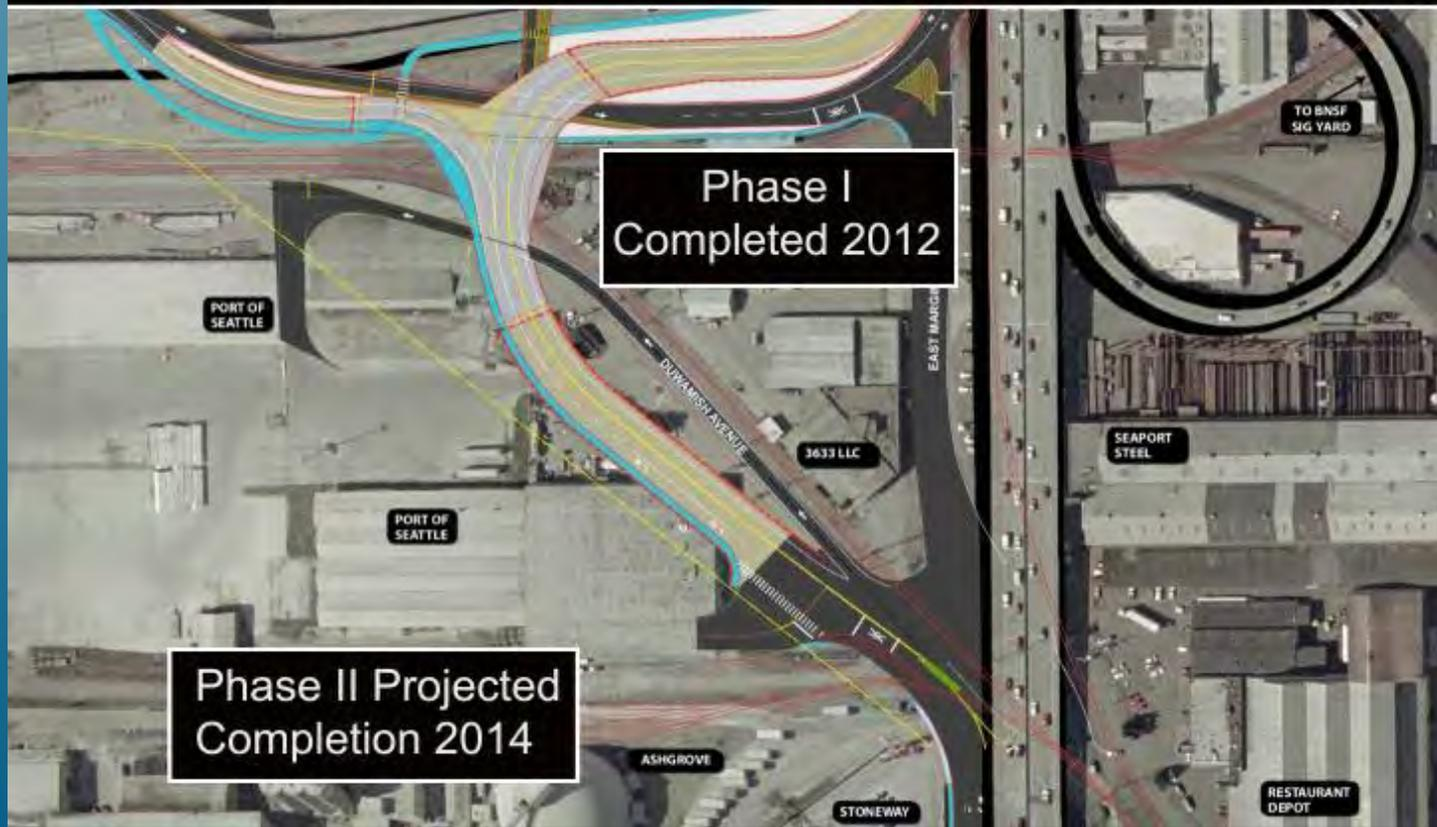 TO BNSF
SIG YARD
Phase I
Completed 2012
PORT OF
SEATTLE
EAST
DUWAMISH AVENUE
3633 LLC
SEAPORT
STEEL
PORT OF
SEATTLE
Phase II Projected
Completion 2014
ASHGROVE
STONEWAY
RESTAURANT
DEPOT